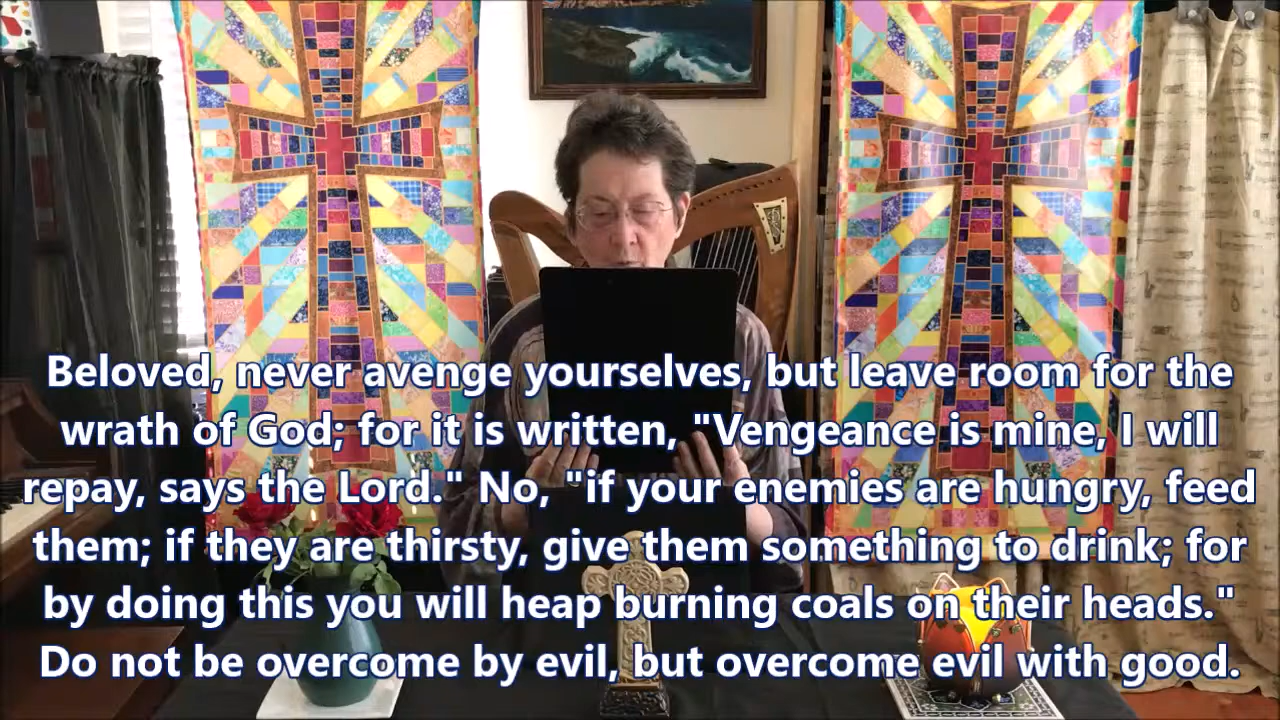 Beloved, never avenge yourselves, but leave room for the
wrath of God; for it is written, "Vengeance is mine, I will
repay, says the Lord." No, "if your enemies are hungry, feed
them; if they are thirsty, give them something to drink; for
by doing this you will heap burning coals on their heads."
Do not be overcome by evil, but overcome evil with good.